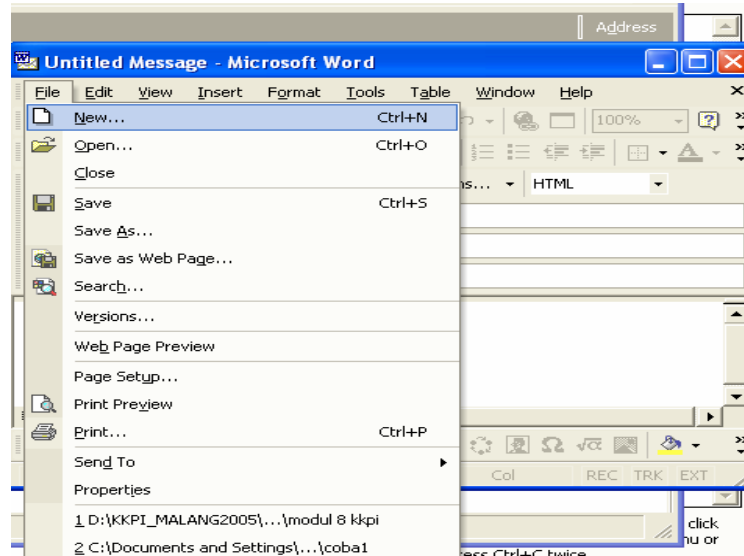 Address
Untitled Message - Microsoft Word
File Edit View Insert Format Tools Table Window Help
New... Ctrl+N
100%
Open... Ctrl+O
Close
... HTML
Save Ctrl+S
Save As...
Save as Web Page...
Search...
Versions...
Web Page Preview
Page Setup...
Print Preview
Print... Ctrl+P
Send To
Col REC TRK EXT
Properties
1 D:\KKPI_MALANG2005\...\modul 8 kkpi
click
2 C:\Documents and Settings\...\coba1
Ctrl+C twice
or